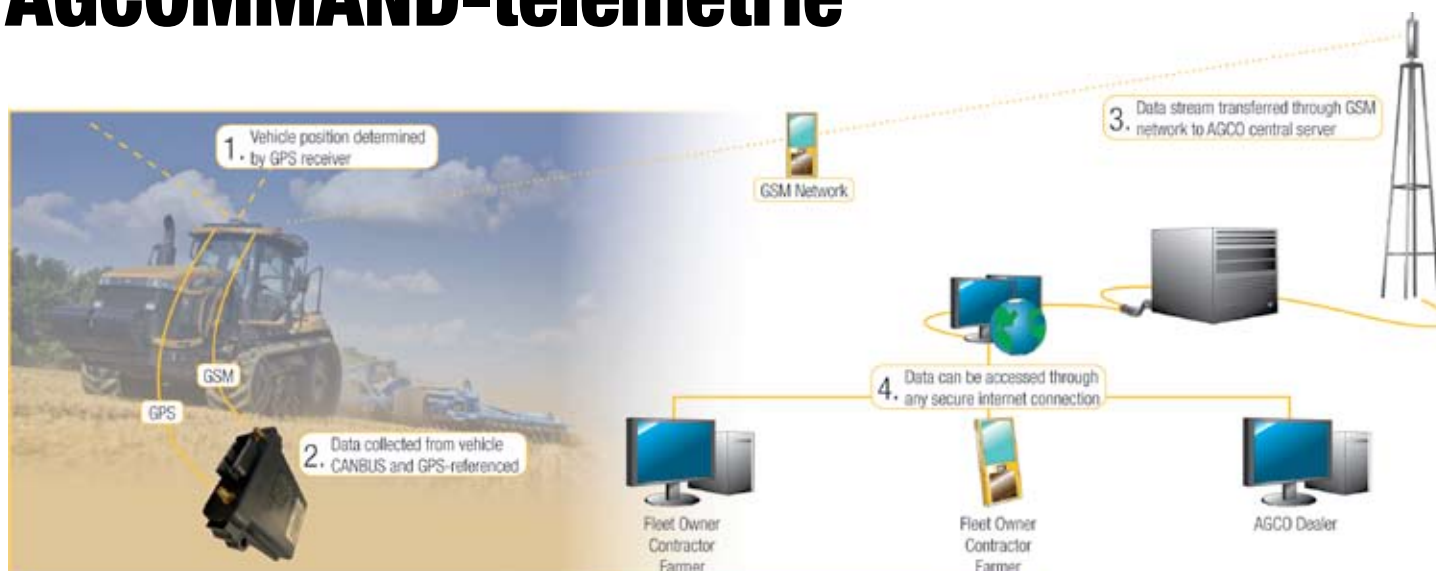 AGCOMMAND-telemetrie
1. Vehicle position determined
by GPS receiver
3. Data stream transferred through GSM
network to AGCO central server
GSM Network
GSM
GPS
4. Data can be accessed through
any secure internet connection
2. Data collected from vehicle
CANBUS and GPS-referenced
Fleet Owner
Contractor
Farmer
Fleet Owner
Contractor
Farmer
AGCO Dealer